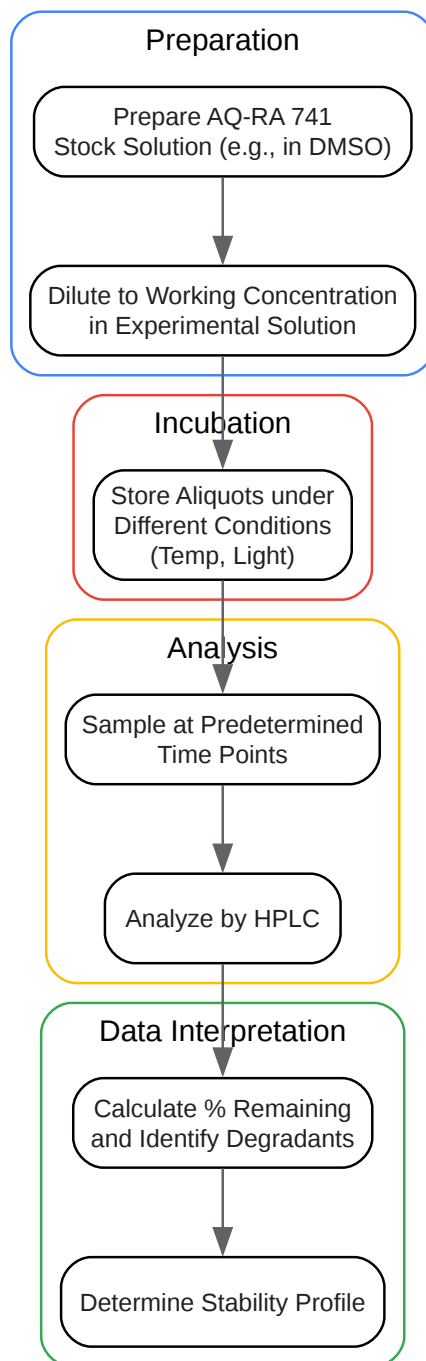 Preparation
Prepare AQ-RA 741
Stock Solution (e.g., in DMSO)
Dilute to Working Concentration
in Experimental Solution
Incubation
Store Aliquots under
Different Conditions
(Temp, Light)
Analysis
Sample at Predetermined
Time Points
Analyze by HPLC
Data Interpretation
Calculate % Remaining
and Identify Degradants
Determine Stability Profile